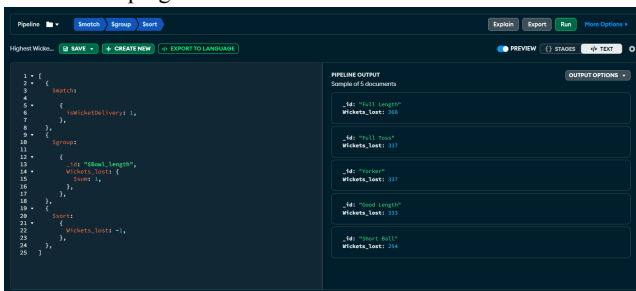 Pipeline $match $group $sort Explain Export Run More Options
Highest Wicke... SAVE + CREATE NEW EXPORT TO LANGUAGE PREVIEW {} STAGES </> TEXT
1 [
2 {
3 $match:
4
5 {
6 isWicketDelivery: 1,
7 },
8 },
9 {
10 $group:
11
12 {
13 _id: "$Bowl_length",
14 Wickets_lost: {
15 $sum: 1,
16 },
17 },
18 },
19 {
20 $sort:
21 {
22 Wickets_lost: -1,
23 },
24 },
25 ]
PIPELINE OUTPUT OUTPUT OPTIONS
Sample of 5 documents
_id: "Full Length"
Wickets_lost: 368
_id: "Full Toss"
Wickets_lost: 337
_id: "Yorker"
Wickets_lost: 337
_id: "Good Length"
Wickets_lost: 333
_id: "Short Ball"
Wickets_lost: 254